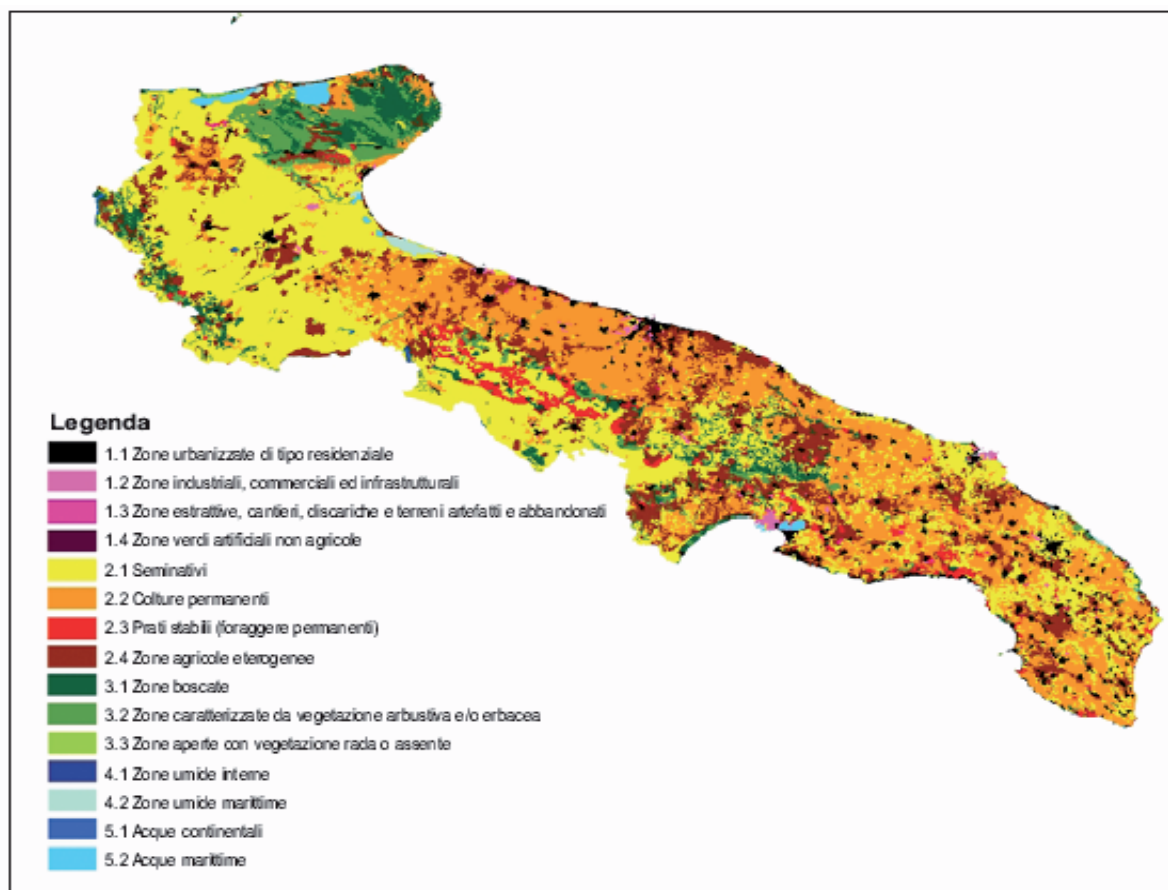 Legenda
1.1 Zone urbanizzate di tipo residenziale
1.2 Zone industriali, commerciali ed infrastrutturali
1.3 Zone estrattive, cantieri, discariche e terreni artefatti e abbandonati
1.4 Zone verdi artificiali non agricole
2.1 Seminativi
2.2 Colture permanenti
2.3 Prati stabili (foraggere permanenti)
2.4 Zone agricole eterogenee
3.1 Zone boscate
3.2 Zone caratterizzate da vegetazione arbustiva e/o erbacea
3.3 Zone aperte con vegetazione rada o assente
4.1 Zone umide interne
4.2 Zone umide marittime
5.1 Acque continentali
5.2 Acque marittime